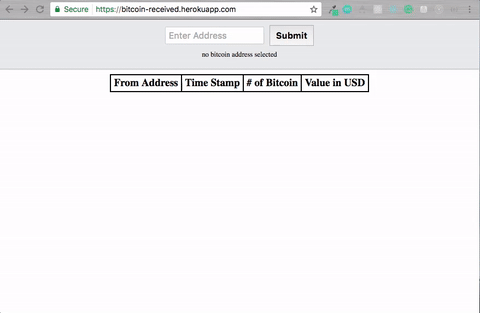 Secure https://bitcoin-received.herokuapp.com
Enter Address Submit
no bitcoin address selected
From Address Time Stamp # of Bitcoin Value in USD